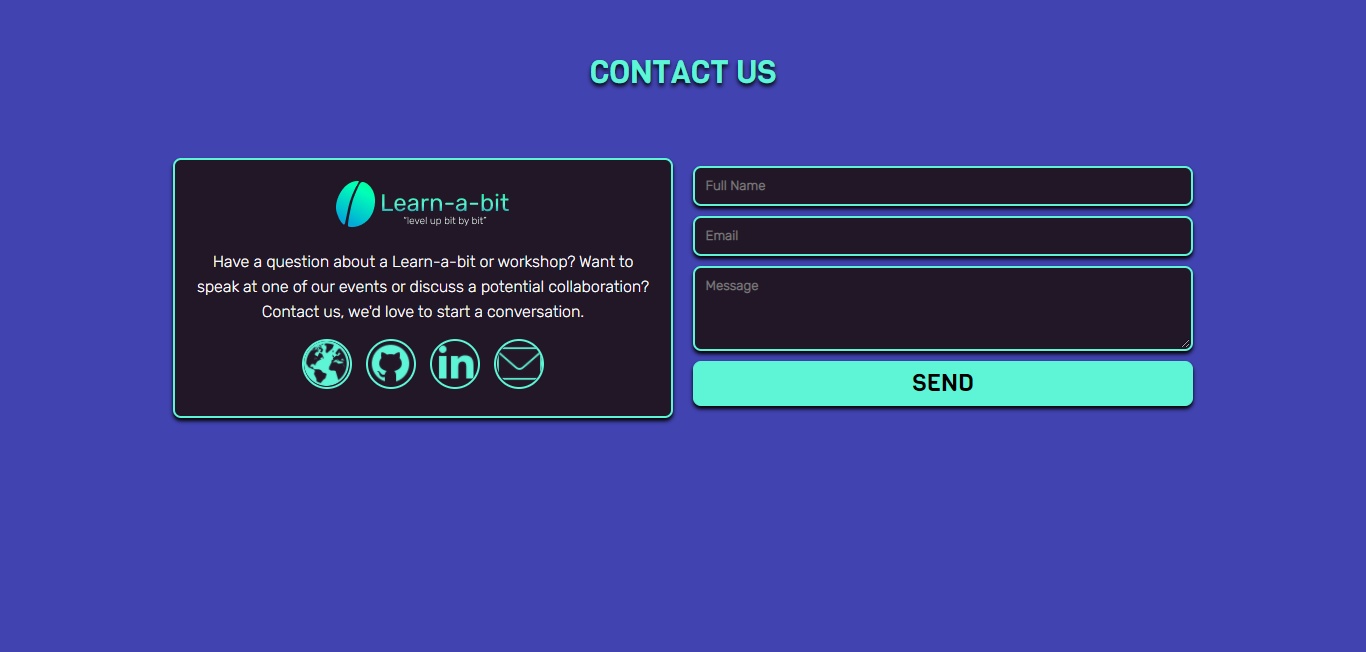 CONTACT US
Learn-a-bit
"level up bit by bit"
Have a question about a Learn-a-bit or workshop? Want to
speak at one of our events or discuss a potential collaboration?
Contact us, we'd love to start a conversation.
in
Full Name
Email
Message
SEND